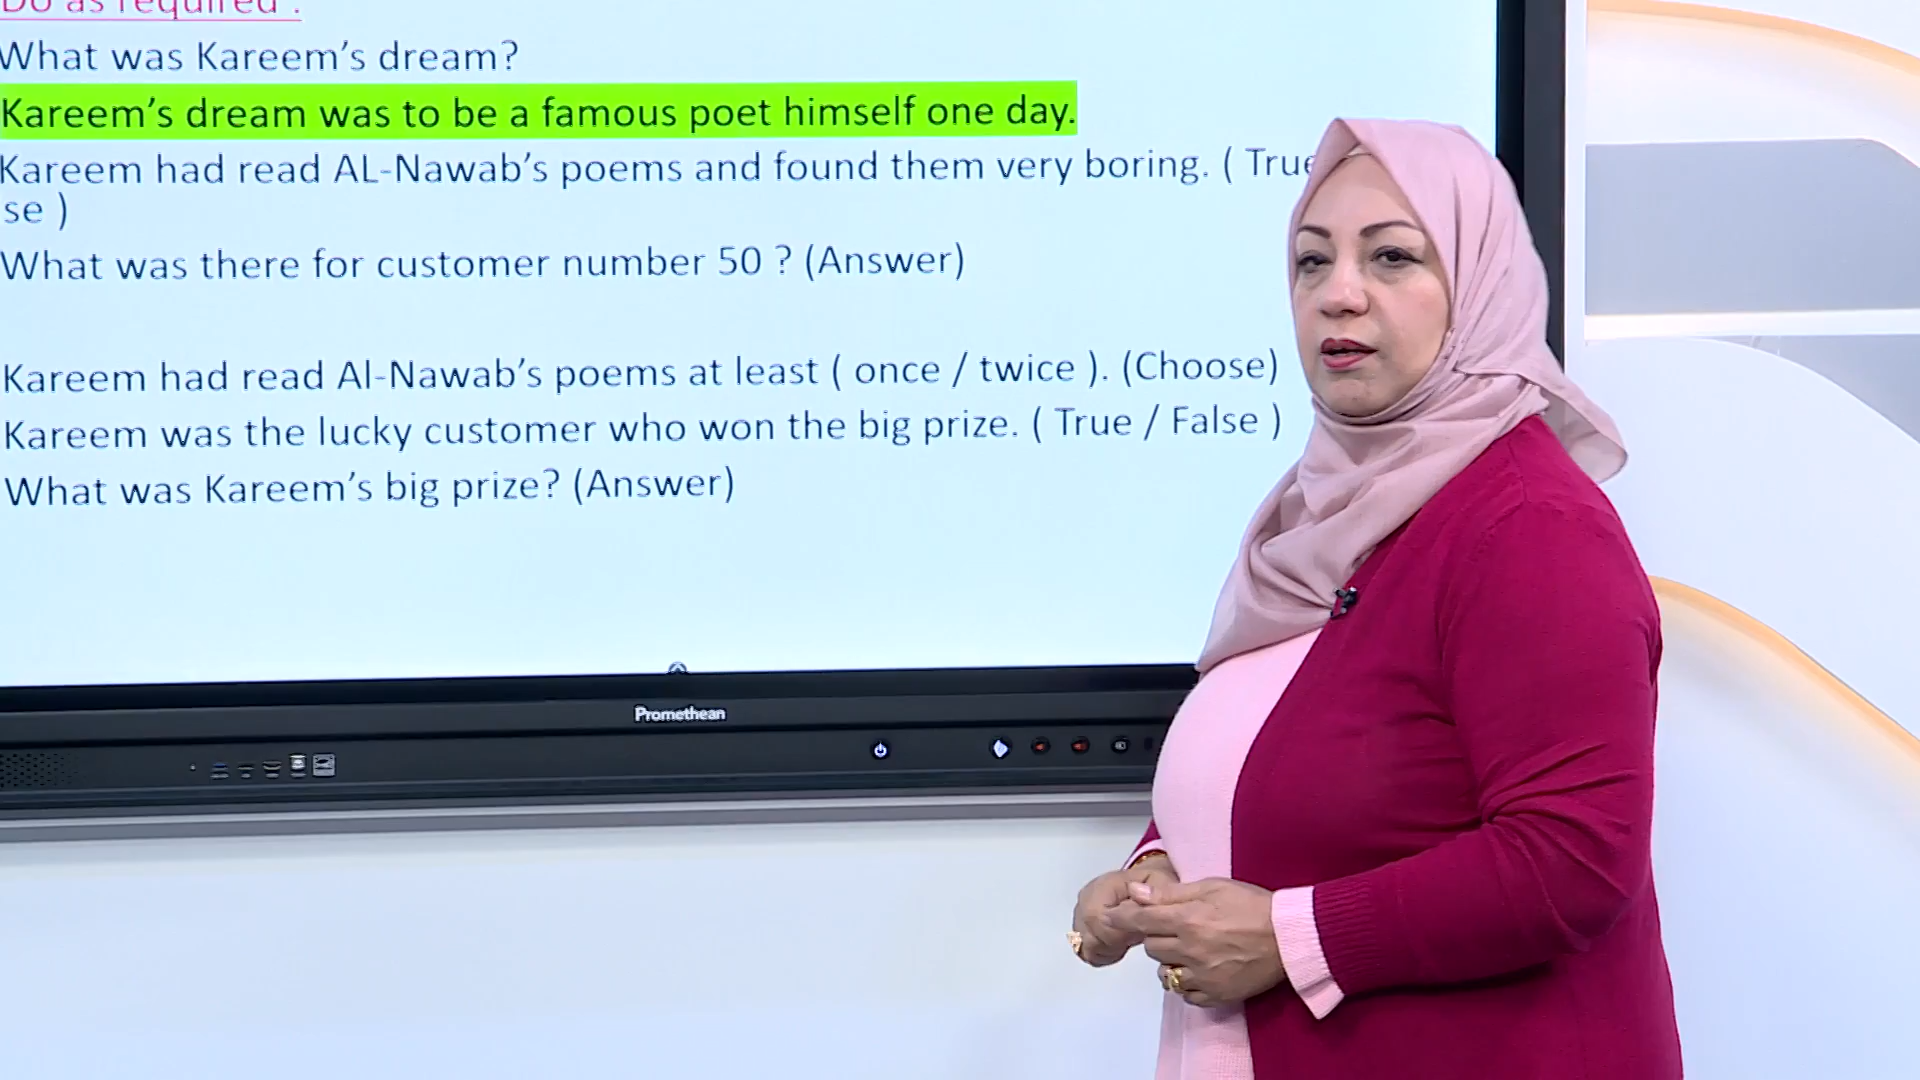 Do as required :
What was Kareem's dream?
Kareem's dream was to be a famous poet himself one day.
Kareem had read AL-Nawab's poems and found them very boring. ( True
se )
What was there for customer number 50 ? (Answer)
Kareem had read Al-Nawab's poems at least ( once / twice ). (Choose)
Kareem was the lucky customer who won the big prize. ( True / False )
What was Kareem's big prize? (Answer)
Promethean